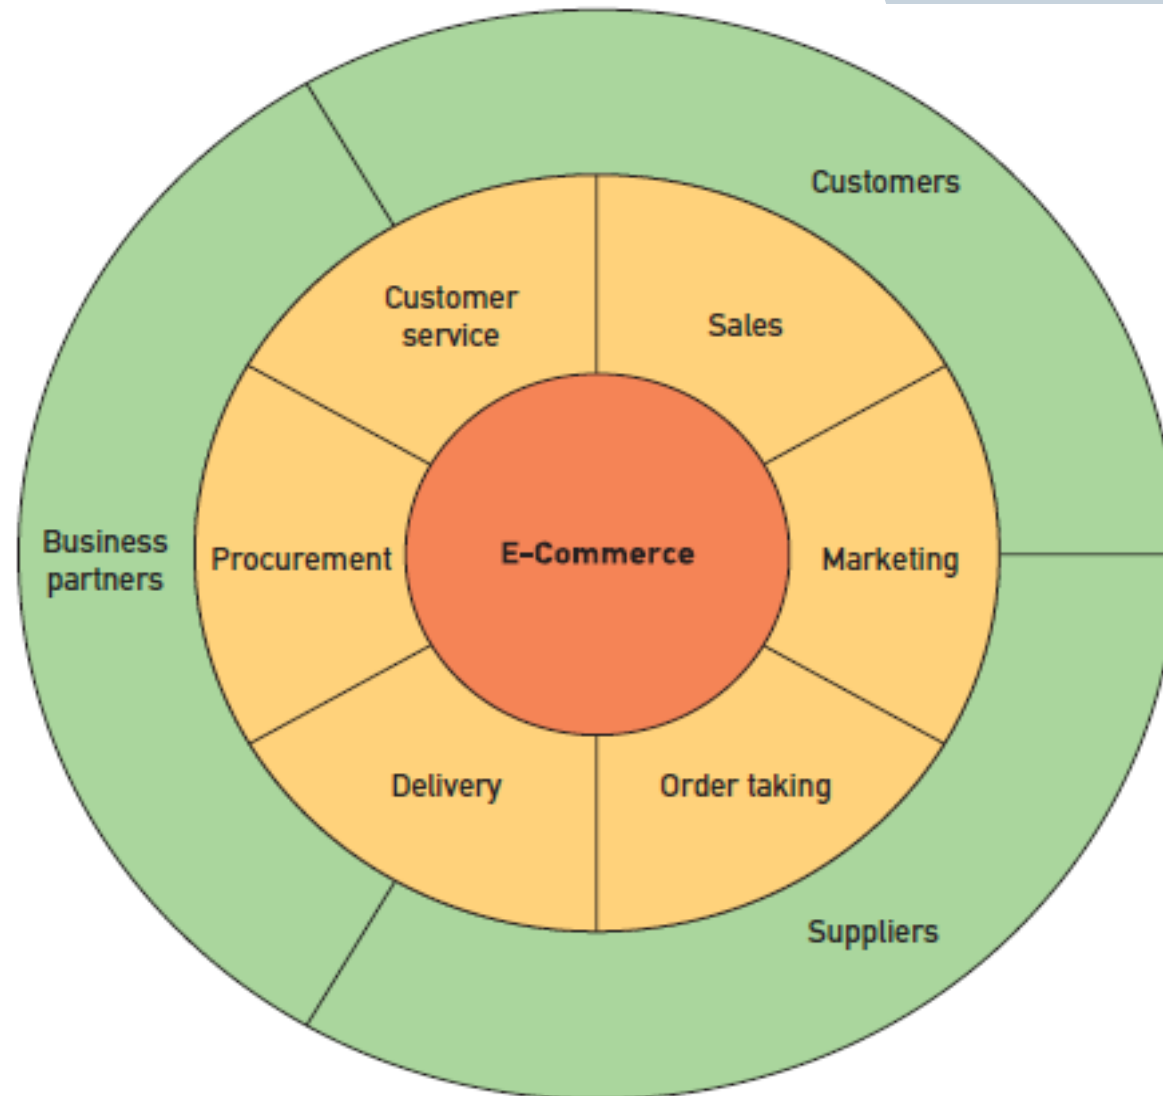 Customers
Customer
service
Sales
Business
partners
Procurement
E-Commerce
Marketing
Delivery
Order taking
Suppliers